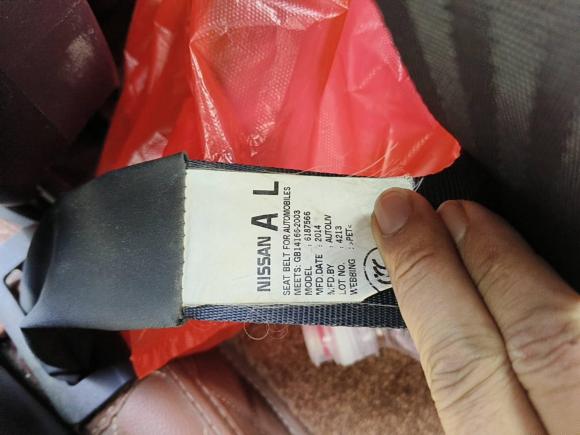 NISSAN A L
SEAT BELT FOR AUTOMOBILES
MEETS: GB14166-2003
MODEL : 6187566
MFD.DATE : 2014
MFD.BY : AUTOLIV
LOT NO. : 4213
WEBBING : >PET<